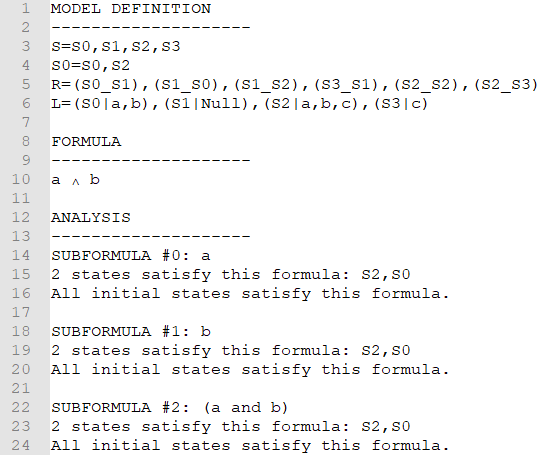 1 MODEL DEFINITION
2 --------------------
3 S=S0,S1,S2,S3
4 S0=S0,S2
5 R=(S0_S1),(S1_S0),(S1_S2),(S3_S1),(S2_S2),(S2_S3)
6 L=(S0|a,b),(S1|Null),(S2|a,b,c),(S3|c)
7
8 FORMULA
9 --------------------
10 a ∧ b
11
12 ANALYSIS
13 --------------------
14 SUBFORMULA #0: a
15 2 states satisfy this formula: S2,S0
16 All initial states satisfy this formula.
17
18 SUBFORMULA #1: b
19 2 states satisfy this formula: S2,S0
20 All initial states satisfy this formula.
21
22 SUBFORMULA #2: (a and b)
23 2 states satisfy this formula: S2,S0
24 All initial states satisfy this formula.